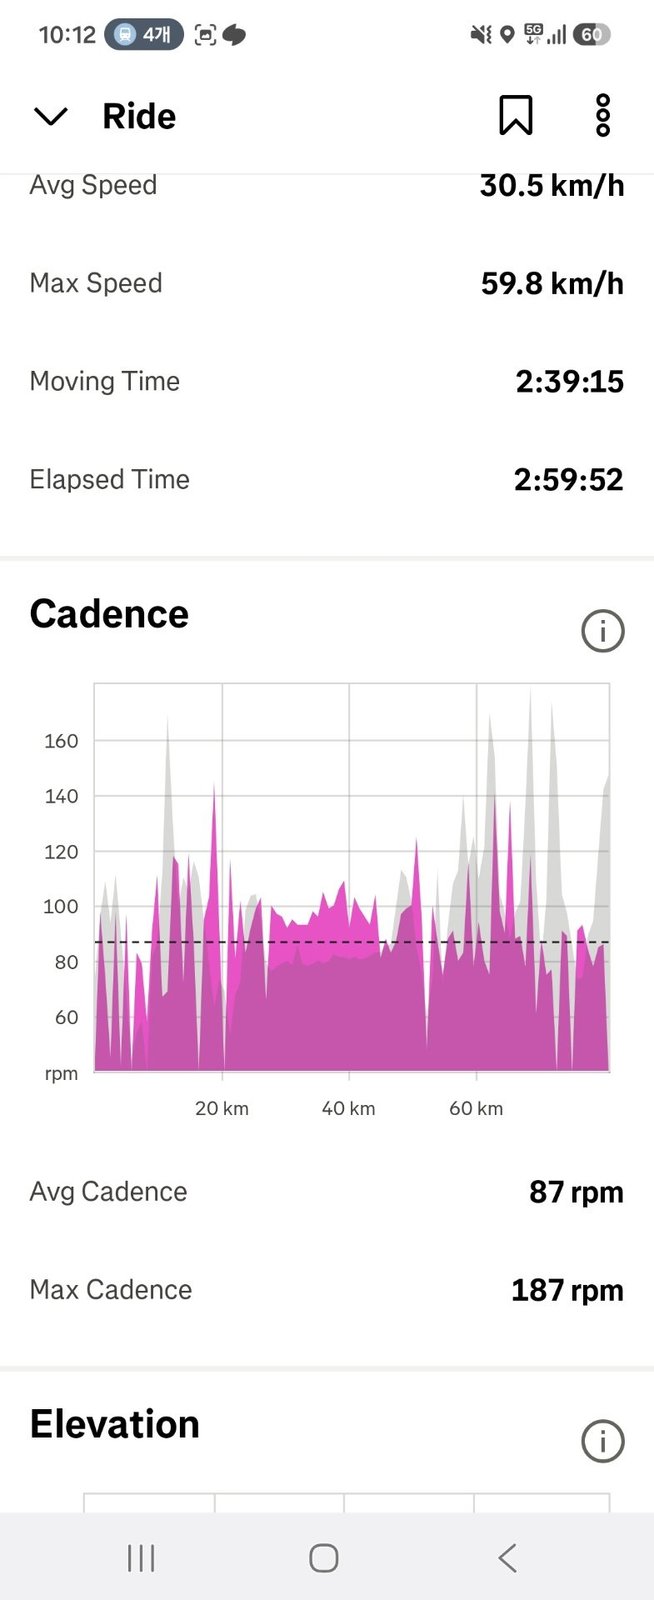 10:12 4개 5G 60
Ride
Avg Speed 30.5 km/h
Max Speed 59.8 km/h
Moving Time 2:39:15
Elapsed Time 2:59:52
Cadence
i
160
140
120
100
80
60
rpm
20 km 40 km 60 km
Avg Cadence 87 rpm
Max Cadence 187 rpm
Elevation
i